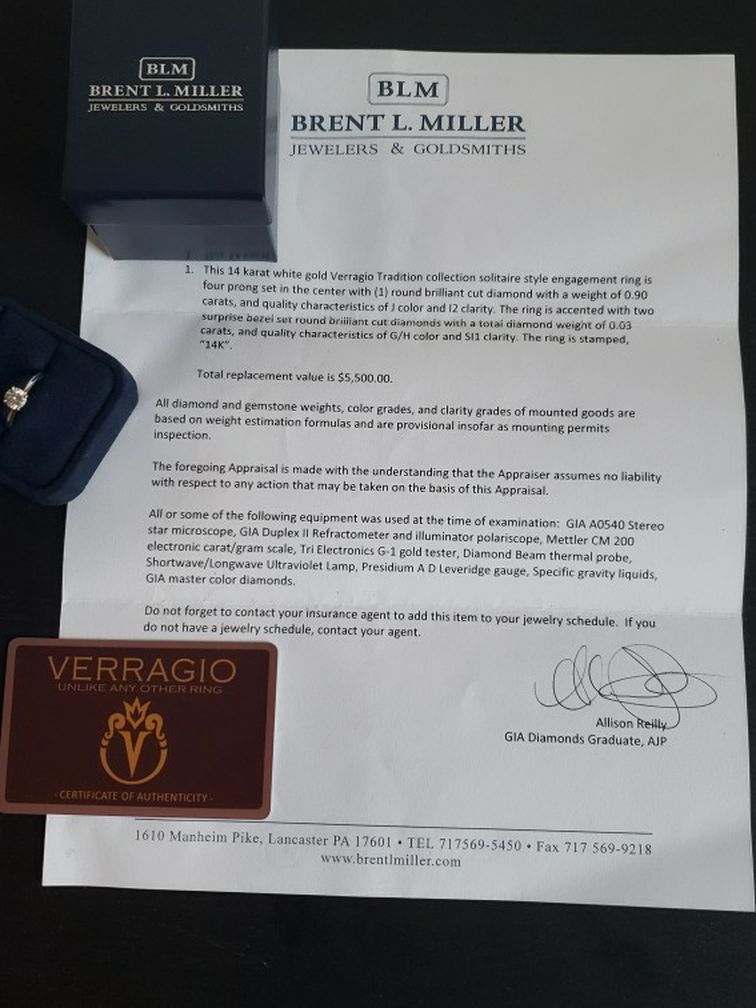 BLM
BRENT L. MILLER
JEWELERS & GOLDSMITHS
BLM
BRENT L. MILLER
JEWELERS & GOLDSMITHS
1. This 14 karat white gold Verragio Tradition collection solitaire style engagement ring is
four prong set in the center with (1) round brilliant cut diamond with a weight of 0.90
carats, and quality characteristics of J color and I2 clarity. The ring is accented with two
surprise bezel set round brilliant cut diamonds with a total diamond weight of 0.03
carats, and quality characteristics of G/H color and SI1 clarity. The ring is stamped,
"14K".
Total replacement value is $5,500.00.
All diamond and gemstone weights, color grades, and clarity grades of mounted goods are
based on weight estimation formulas and are provisional insofar as mounting permits
inspection.
The foregoing Appraisal is made with the understanding that the Appraiser assumes no liability
with respect to any action that may be taken on the basis of this Appraisal.
All or some of the following equipment was used at the time of examination: GIA A0540 Stereo
star microscope, GIA Duplex II Refractometer and illuminator polariscope, Mettler CM 200
electronic carat/gram scale, Tri Electronics G-1 gold tester, Diamond Beam thermal probe,
Shortwave/Longwave Ultraviolet Lamp, Presidium A D Leveridge gauge, Specific gravity liquids,
GIA master color diamonds.
Do not forget to contact your insurance agent to add this item to your jewelry schedule. If you
do not have a jewelry schedule, contact your agent.
Allison Reilly
GIA Diamonds Graduate, AJP
VERRAGIO
UNLIKE ANY OTHER RING
V
- CERTIFICATE OF AUTHENTICITY -
1610 Manheim Pike, Lancaster PA 17601 • TEL 717569-5450 • Fax 717 569-9218
www.brentlmiller.com